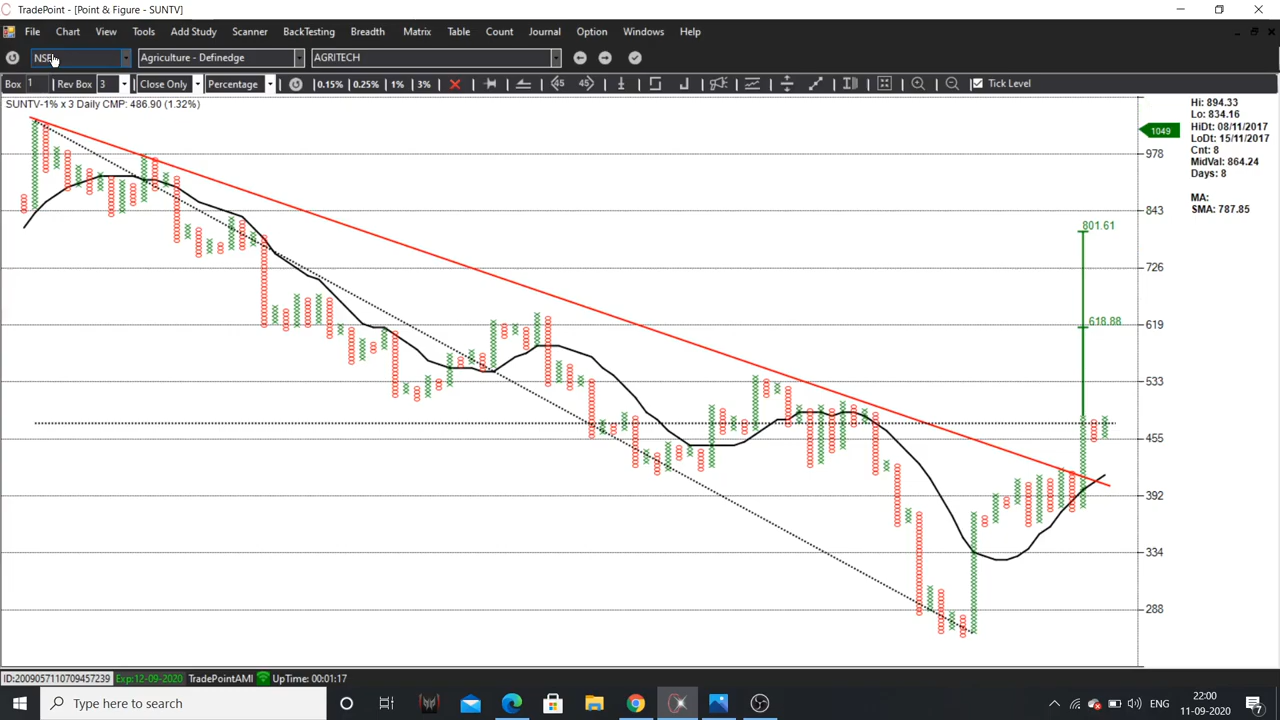 TradePoint - [Point & Figure - SUNTV]
File Chart View Tools Add Study Scanner BackTesting Breadth Matrix Table Count Journal Option Windows Help
NSE Agriculture - Definedge AGRITECH
Box 1 Rev Box 3 Close Only Percentage 0.15% 0.25% 1% 3% 45 45 Tick Level
SUNTV-1% x 3 Daily CMP: 486.90 (1.32%)
Hi: 894.33
Lo: 834.16
HiDt: 08/11/2017
LoDt: 15/11/2017
Cnt: 8
MidVal: 864.24
Days: 8
MA:
SMA: 787.85
1049
978
843
801.61
726
618.88
619
533
455
392
334
288
ID:2009057110709457239 Exp:12-09-2020 TradePointAMI UpTime: 00:01:17
Type here to search
ENG
22:00
11-09-2020
7